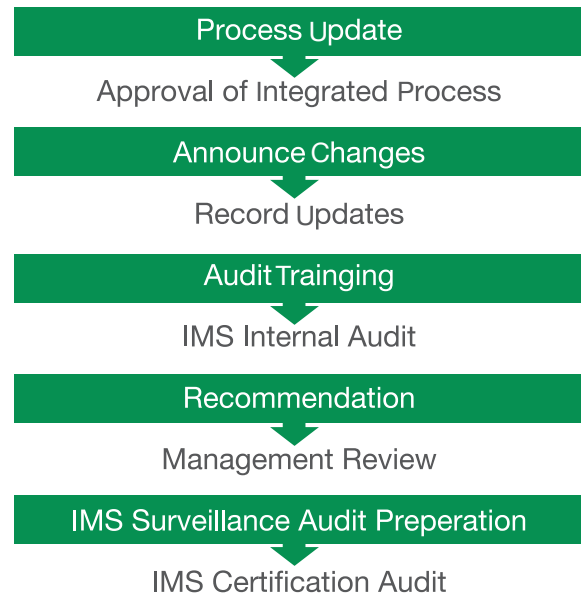 Process Update
Approval of Integrated Process
Announce Changes
Record Updates
Audit Trainging
IMS Internal Audit
Recommendation
Management Review
IMS Surveillance Audit Preperation
IMS Certification Audit